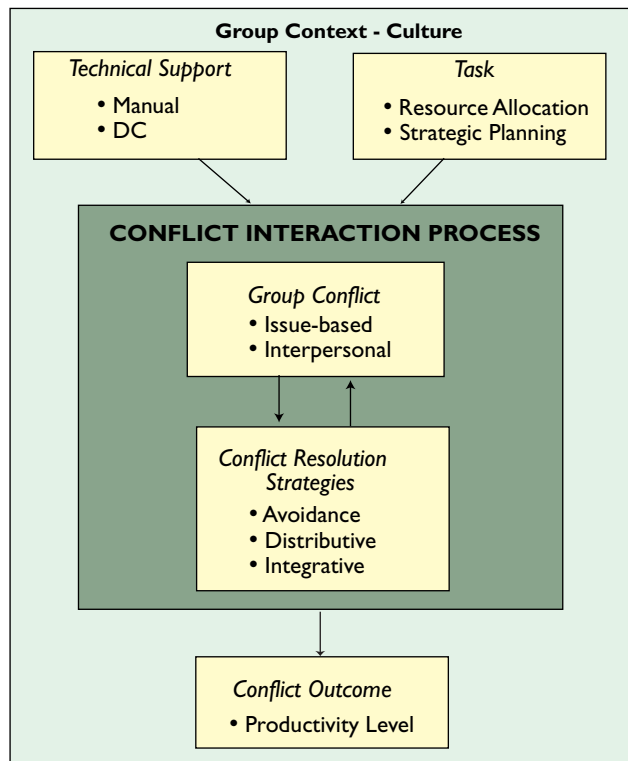 Group Context - Culture
Technical Support
• Manual
• DC
Task
• Resource Allocation
• Strategic Planning
CONFLICT INTERACTION PROCESS
Group Conflict
• Issue-based
• Interpersonal
Conflict Resolution
Strategies
• Avoidance
• Distributive
• Integrative
Conflict Outcome
• Productivity Level